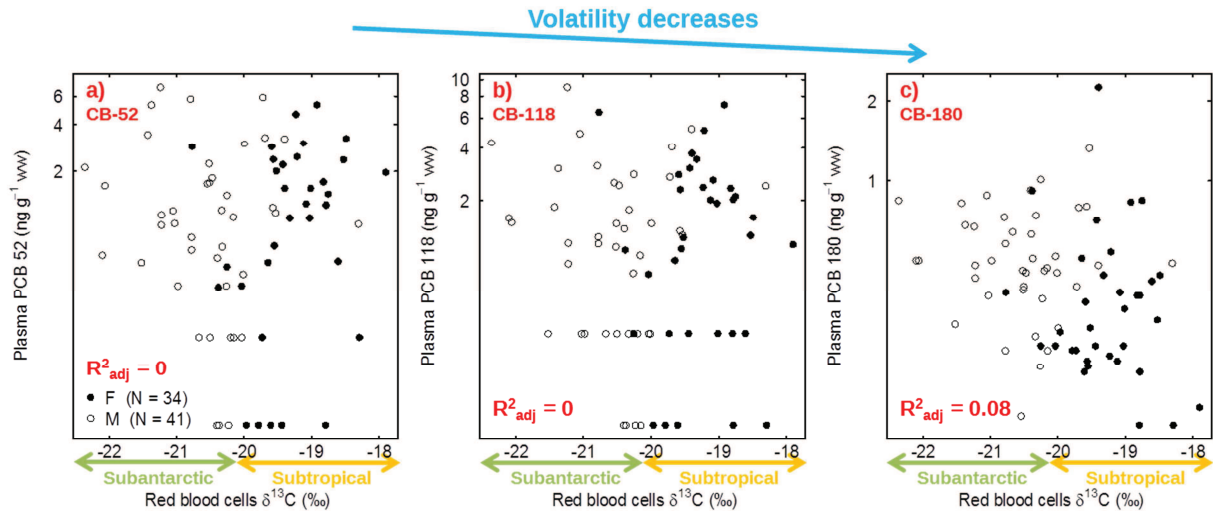 Volatility decreases
a)
CB-52
6
4
2
Plasma PCB 52 (ng g⁻¹ ww)
R²adj – 0
F (N = 34)
M (N = 41)
-22 -21 -20 -19 -18
Subantarctic Subtropical
Red blood cells δ¹³C (‰)
b)
CB-118
10
8
6
4
2
Plasma PCB 118 (ng g⁻¹ ww)
R²adj = 0
-22 -21 -20 -19 -18
Subantarctic Subtropical
Red blood cells δ¹³C (‰)
c)
CB-180
2
1
Plasma PCB 180 (ng g⁻¹ ww)
R²adj = 0.08
-22 -21 -20 -19 -18
Subantarctic Subtropical
Red blood cells δ¹³C (‰)